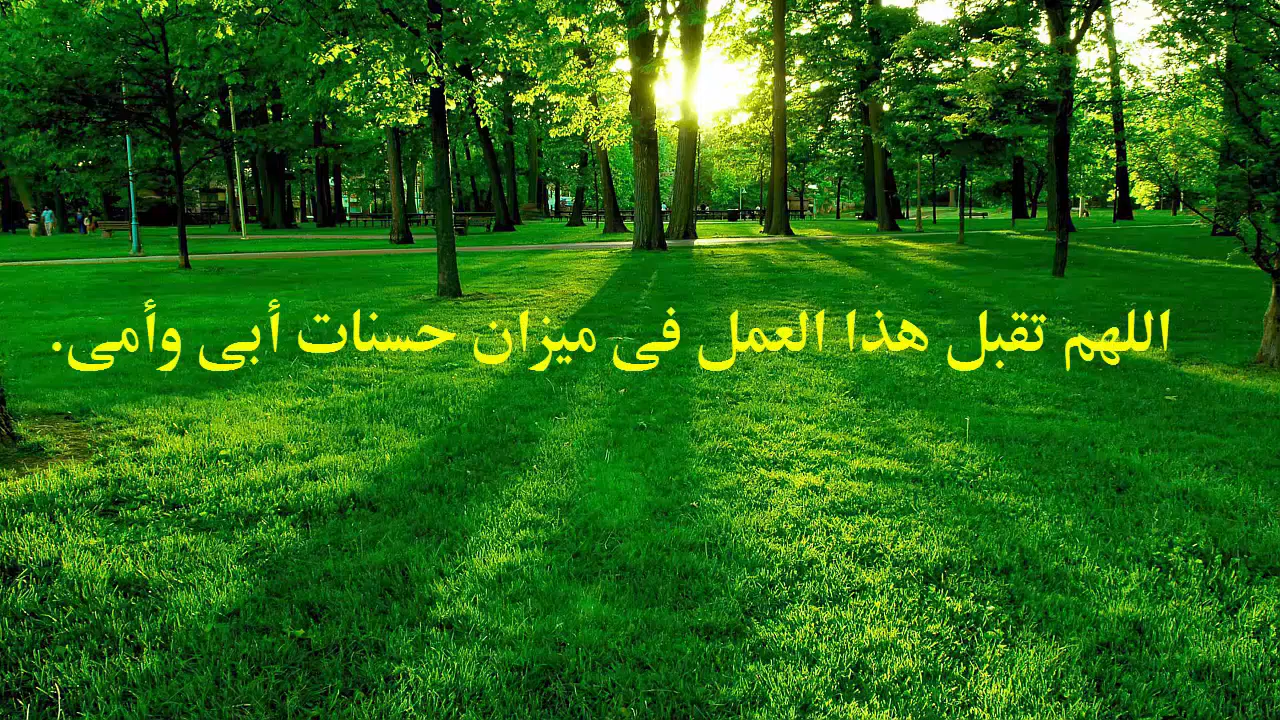 اللهم تقبل هذا العمل فى ميزان حسنات أبى وأمى.